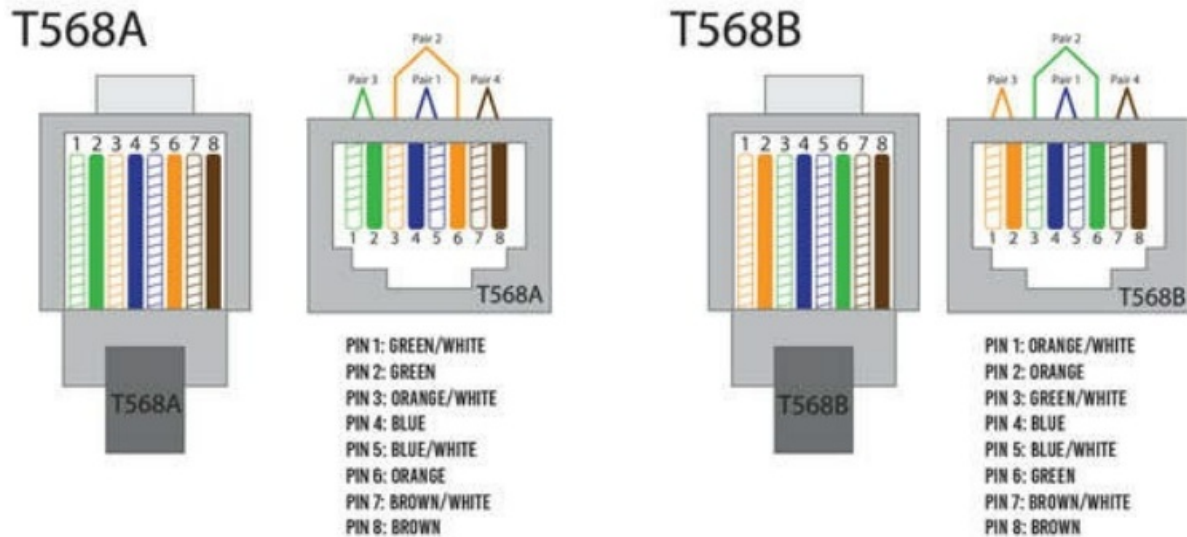 T568A
Pair 2
Pair 3 Pair 1 Pair 4
1 2 3 4 5 6 7 8
1 2 3 4 5 6 7 8
T568A
T568A
PIN 1: GREEN/WHITE
PIN 2: GREEN
PIN 3: ORANGE/WHITE
PIN 4: BLUE
PIN 5: BLUE/WHITE
PIN 6: ORANGE
PIN 7: BROWN/WHITE
PIN 8: BROWN
T568B
Pair 2
Pair 3 Pair 1 Pair 4
1 2 3 4 5 6 7 8
1 2 3 4 5 6 7 8
T568B
T568B
PIN 1: ORANGE/WHITE
PIN 2: ORANGE
PIN 3: GREEN/WHITE
PIN 4: BLUE
PIN 5: BLUE/WHITE
PIN 6: GREEN
PIN 7: BROWN/WHITE
PIN 8: BROWN